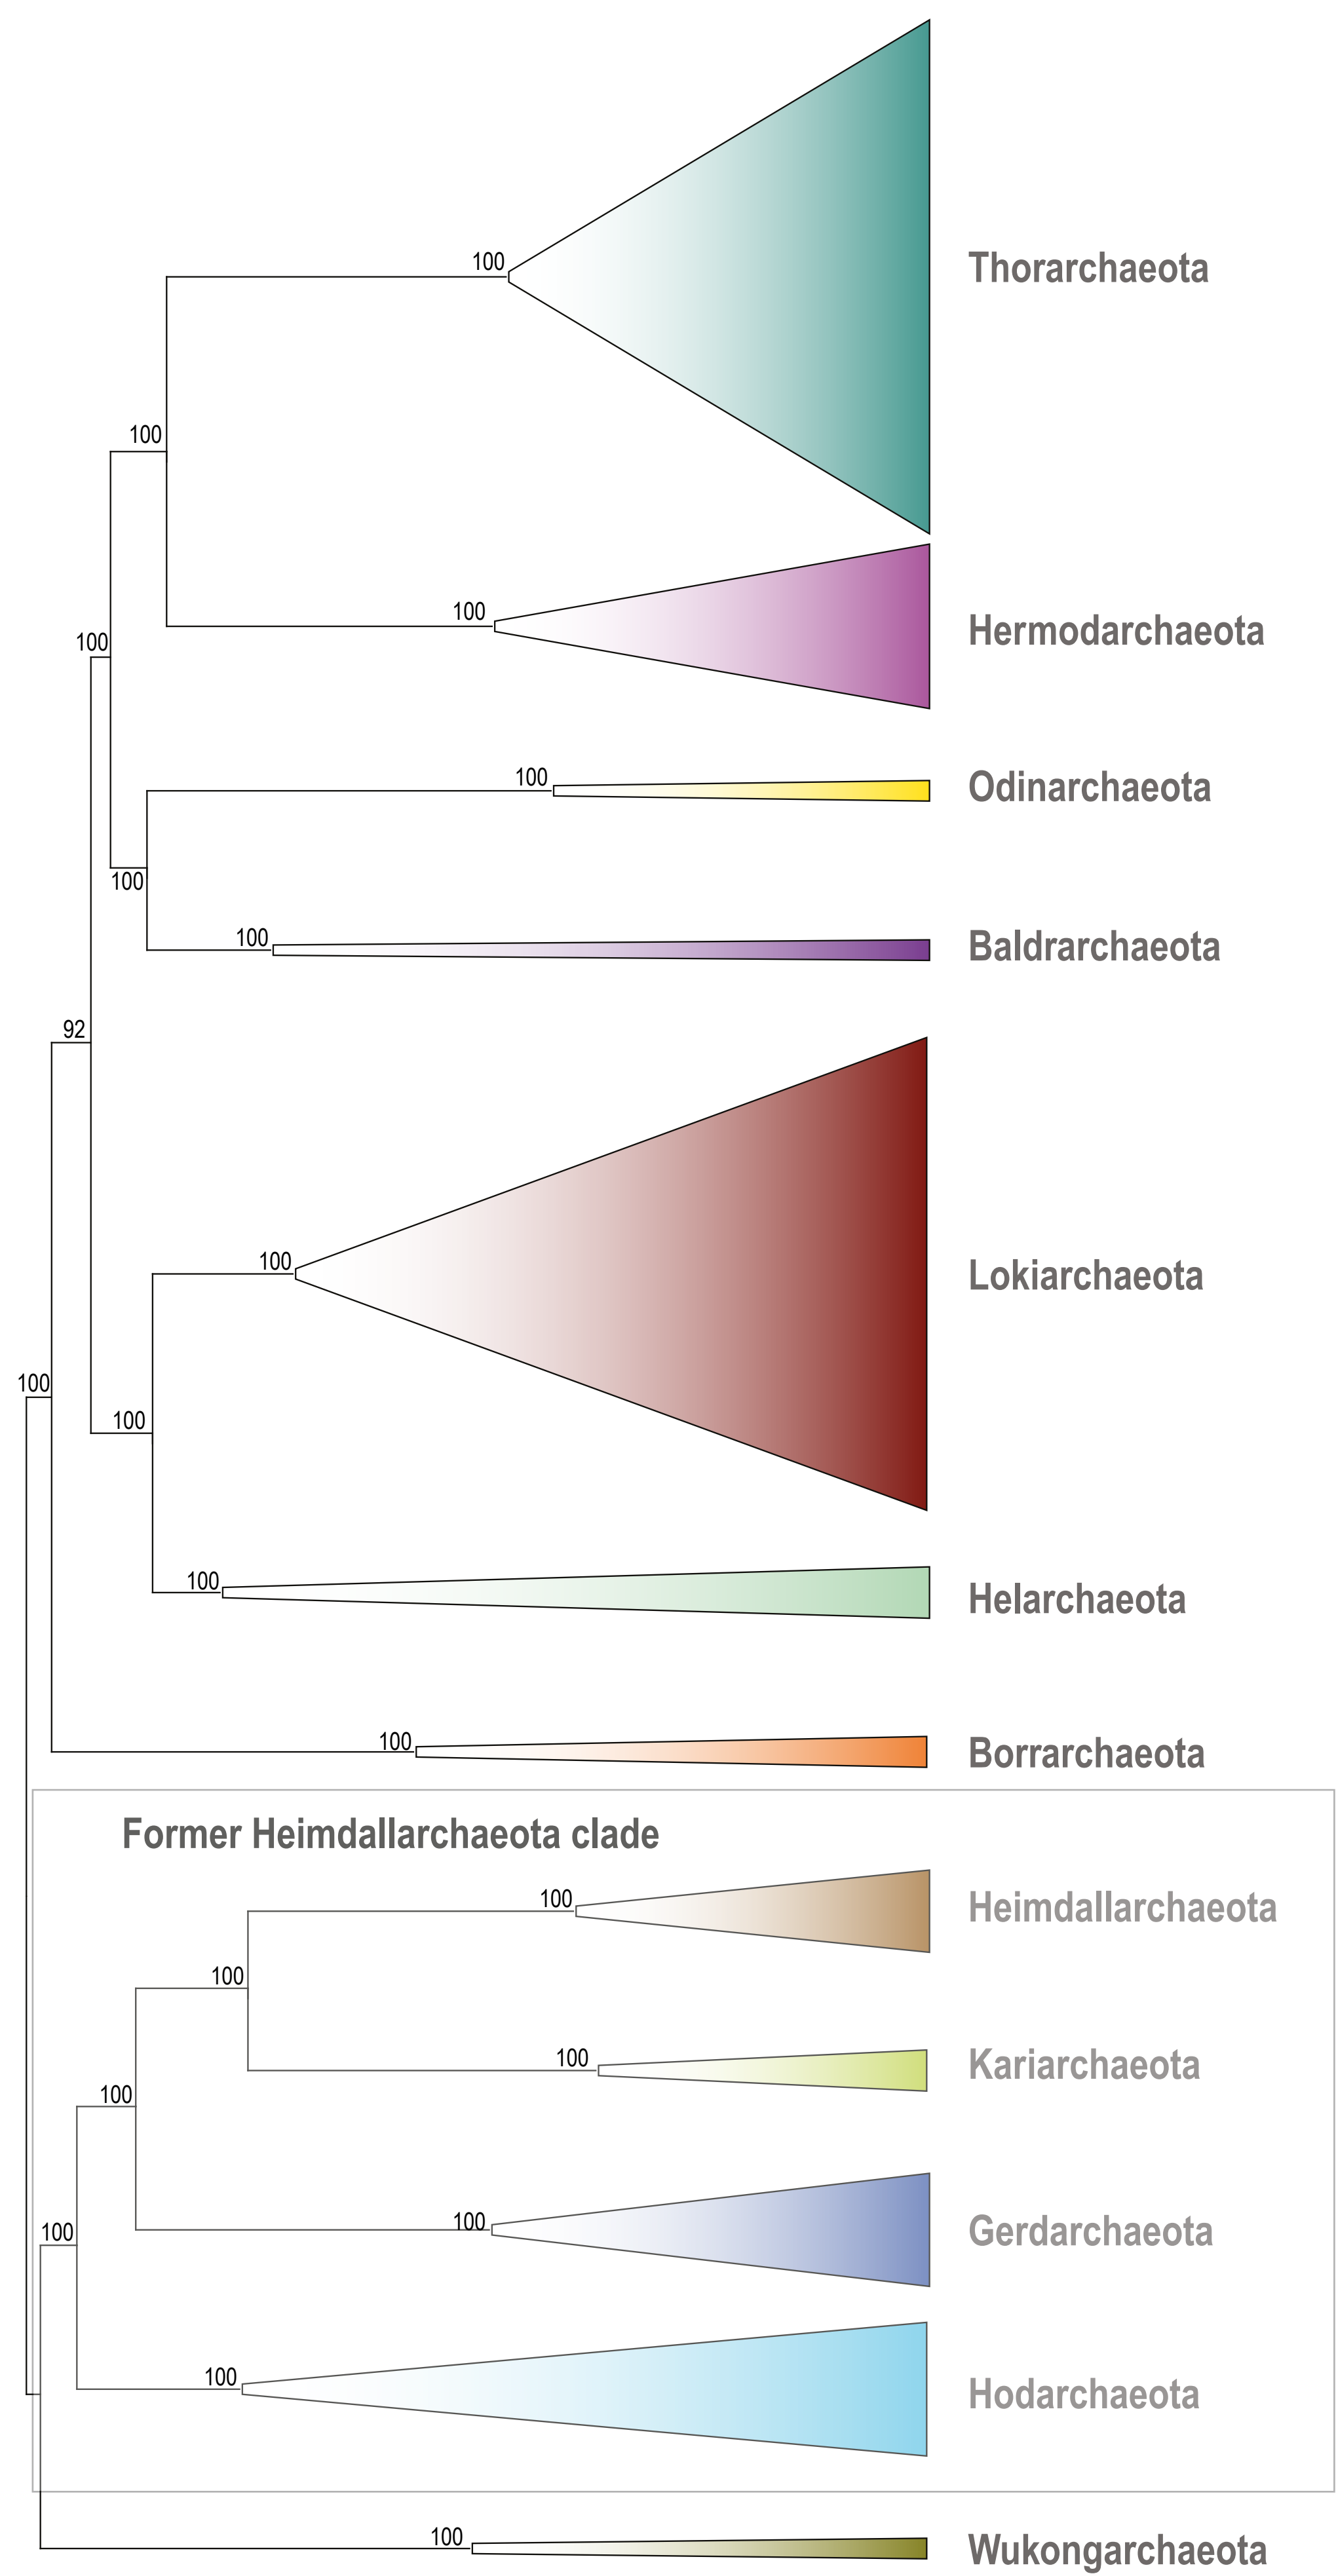 100
Thorarchaeota
100
100
Hermodarchaeota
100
100
Odinarchaeota
100
100
Baldrarchaeota
92
100
Lokiarchaeota
100
100
100
Helarchaeota
100
Borrarchaeota
Former Heimdallarchaeota clade
100
Heimdallarchaeota
100
100
Kariarchaeota
100
100
Gerdarchaeota
100
100
Hodarchaeota
100
Wukongarchaeota